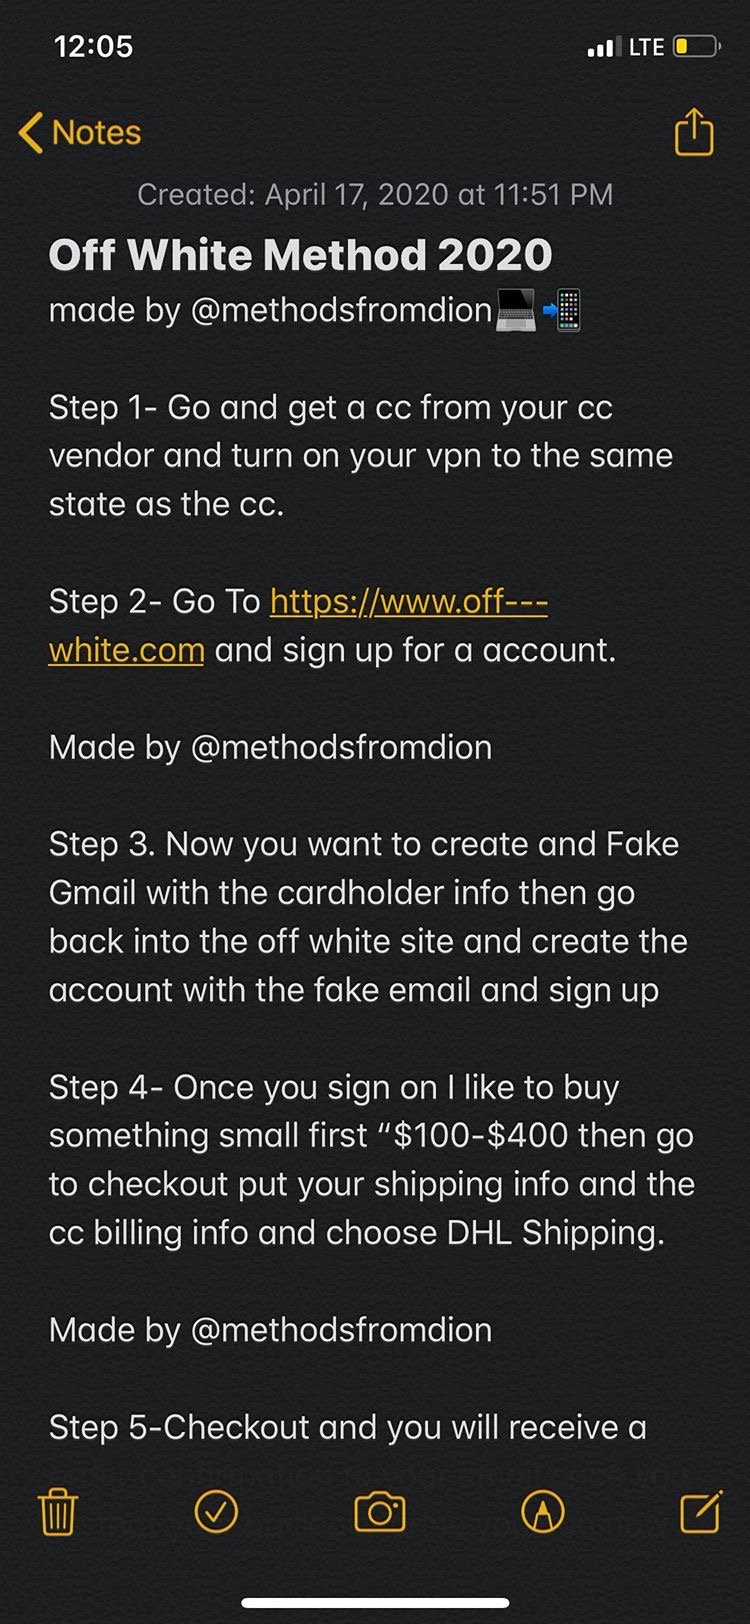 12:05
LTE
Notes
Created: April 17, 2020 at 11:51 PM
Off White Method 2020
made by @methodsfromdion💻📲
Step 1- Go and get a cc from your cc
vendor and turn on your vpn to the same
state as the cc.
Step 2- Go To https://www.off---
white.com and sign up for a account.
Made by @methodsfromdion
Step 3. Now you want to create and Fake
Gmail with the cardholder info then go
back into the off white site and create the
account with the fake email and sign up
Step 4- Once you sign on I like to buy
something small first “$100-$400 then go
to checkout put your shipping info and the
cc billing info and choose DHL Shipping.
Made by @methodsfromdion
Step 5-Checkout and you will receive a